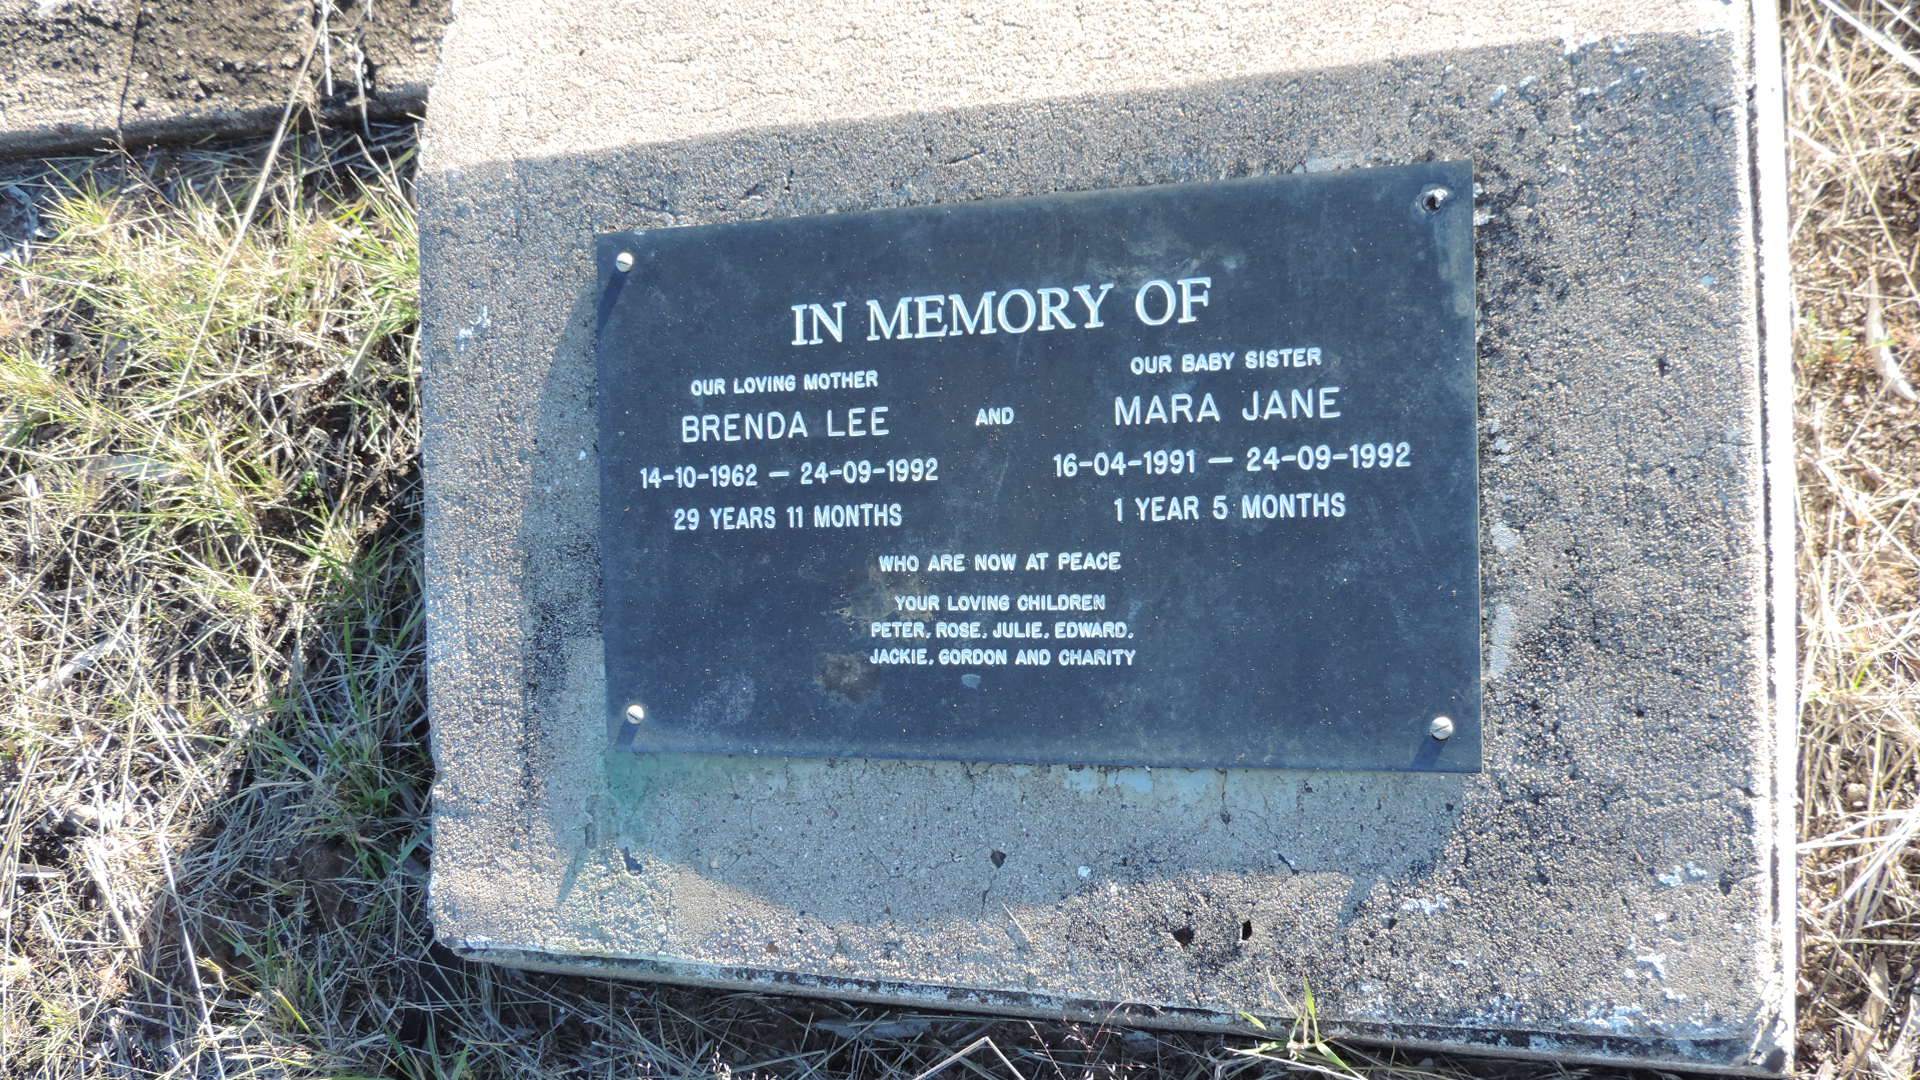 IN MEMORY OF
OUR LOVING MOTHER
BRENDA LEE
14-10-1962 — 24-09-1992
29 YEARS 11 MONTHS
AND
OUR BABY SISTER
MARA JANE
16-04-1991 — 24-09-1992
1 YEAR 5 MONTHS
WHO ARE NOW AT PEACE
YOUR LOVING CHILDREN
PETER, ROSE, JULIE, EDWARD,
JACKIE, GORDON AND CHARITY